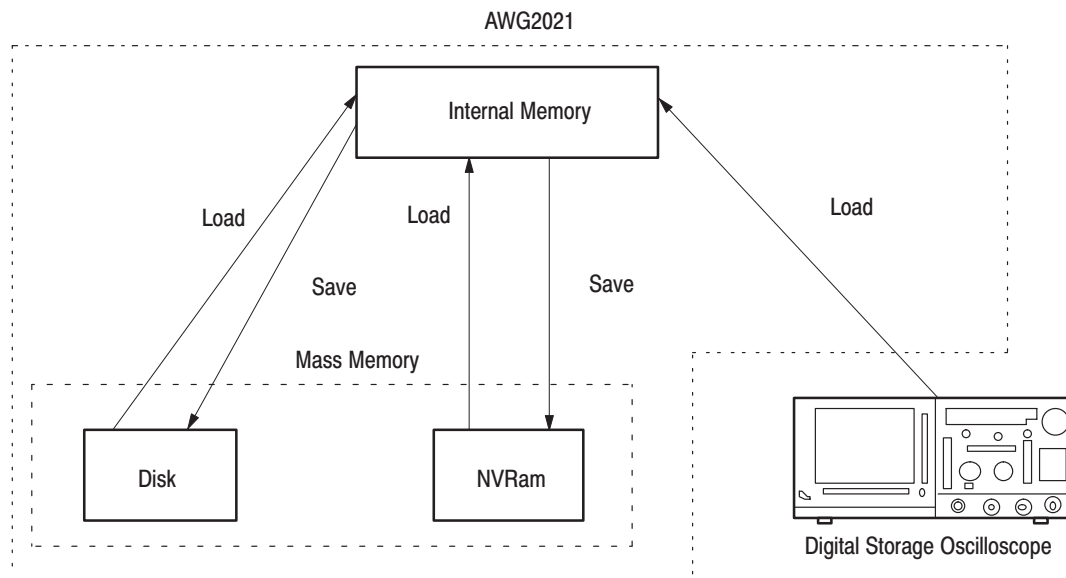 AWG2021
Internal Memory
Load
Load
Load
Save
Save
Mass Memory
Disk
NVRam
Digital Storage Oscilloscope